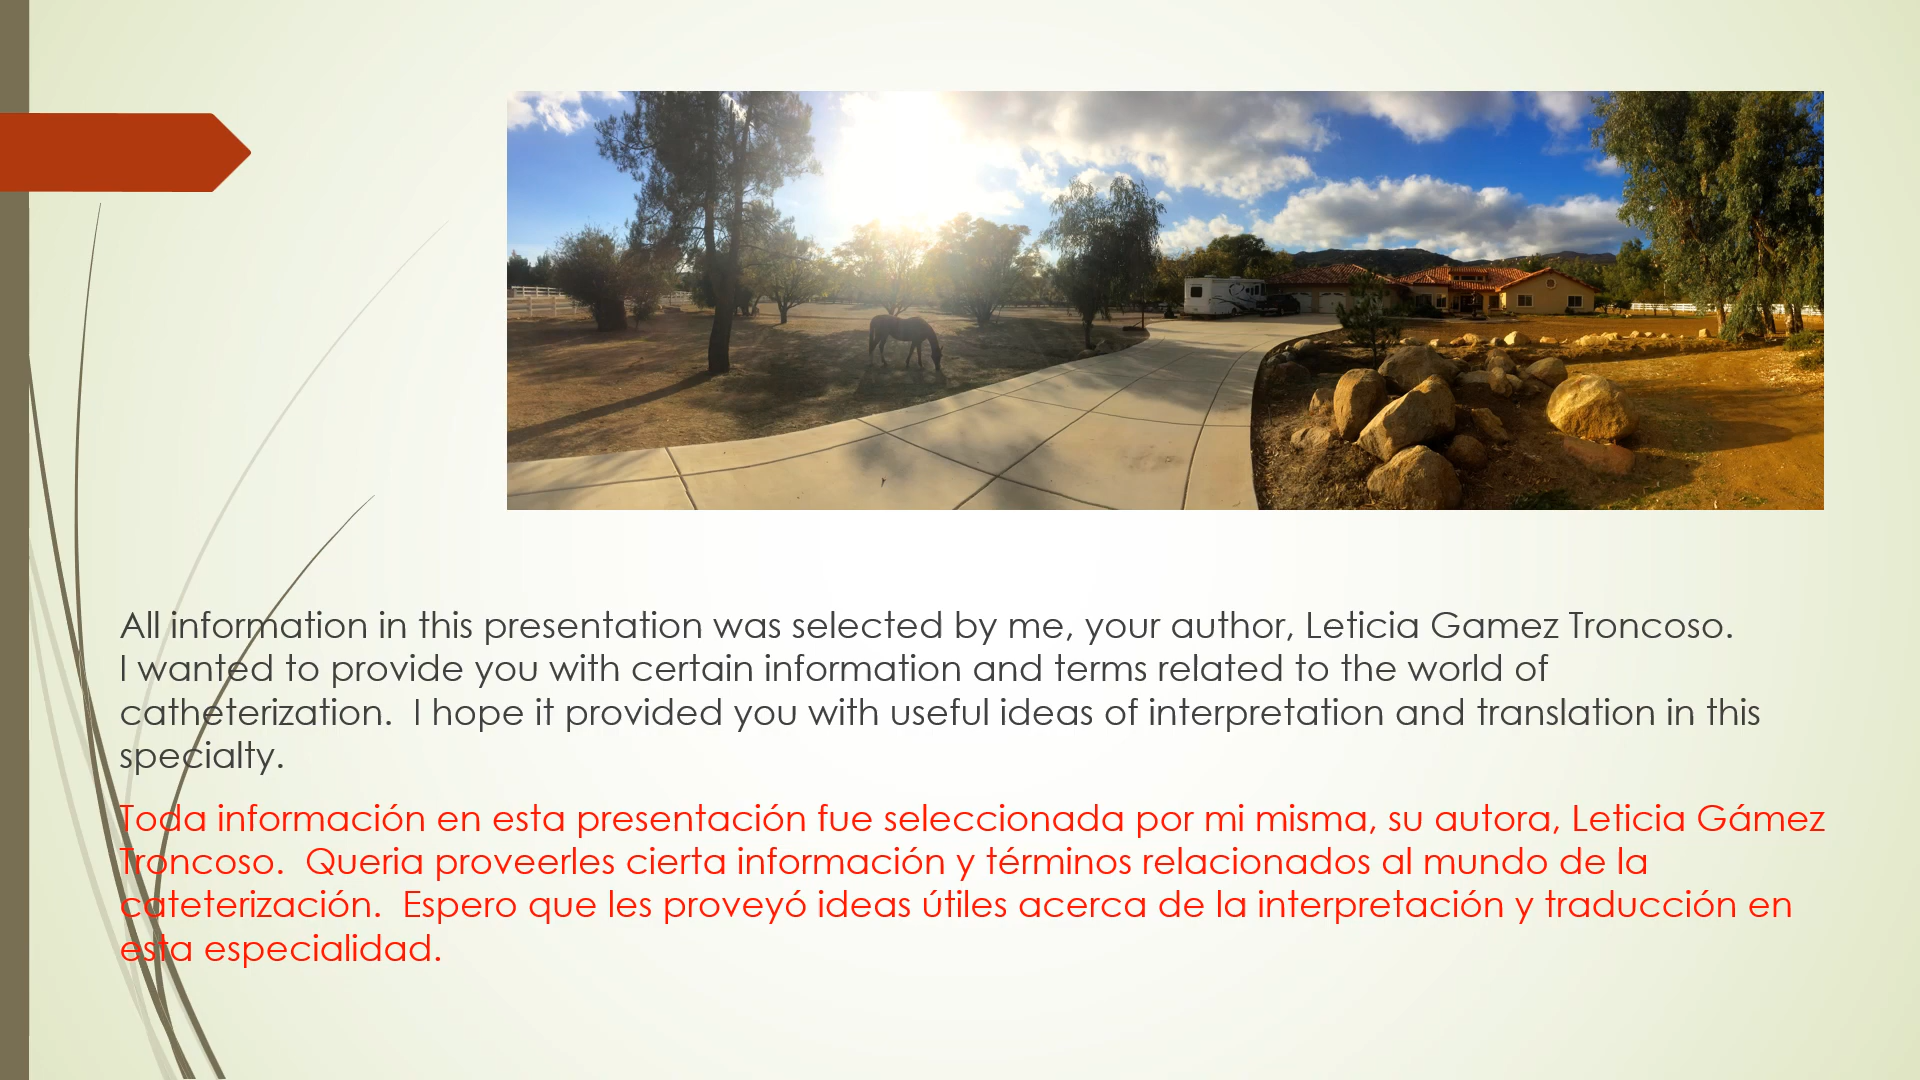 All information in this presentation was selected by me, your author, Leticia Gamez Troncoso.
I wanted to provide you with certain information and terms related to the world of
catheterization.  I hope it provided you with useful ideas of interpretation and translation in this
specialty.
Toda información en esta presentación fue seleccionada por mi misma, su autora, Leticia Gámez
Troncoso.  Queria proveerles cierta información y términos relacionados al mundo de la
cateterización.  Espero que les proveyó ideas útiles acerca de la interpretación y traducción en
esta especialidad.